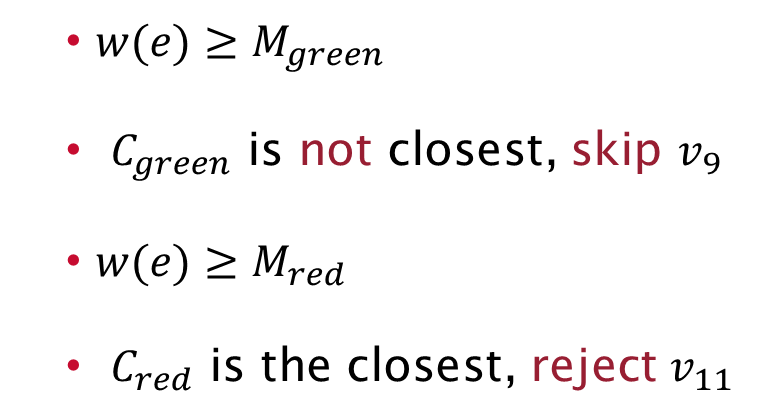 • w(e) ≥ M_green
• C_green is not closest, skip v_9
• w(e) ≥ M_red
• C_red is the closest, reject v_11